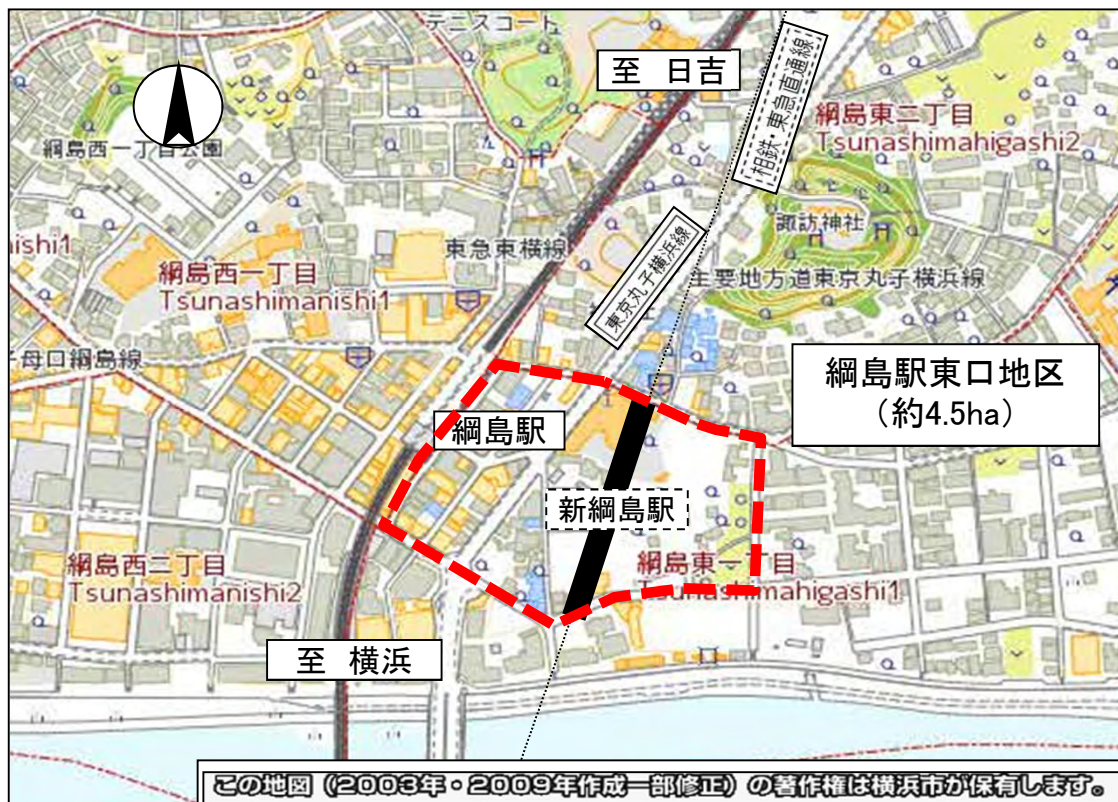 テニスコート
至 日吉
相鉄・東急直通線
綱島東二丁目
Tsunashimahigashi2
綱島西一丁目公園
諏訪神社
nishi1
東急東横線
綱島西一丁目
Tsunashimanishi1
東京丸子横浜線
主要地方道東京丸子横浜線
子母口綱島線
綱島駅東口地区
(約4.5ha)
綱島駅
新綱島駅
綱島西二丁目
Tsunashimanishi2
綱島東一丁目
Tsunashimahigashi1
至 横浜
この地図(2003年・2009年作成一部修正)の著作権は横浜市が保有します。